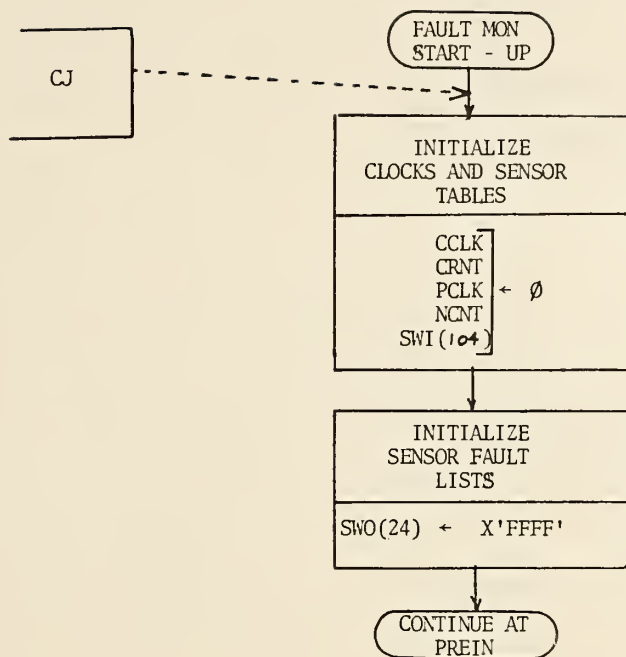 FAULT MON
START - UP
CJ
INITIALIZE
CLOCKS AND SENSOR
TABLES
CCLK
CRNT
PCLK ← Ø
NCNT
SWI(104)
INITIALIZE
SENSOR FAULT
LISTS
SWO(24) ← X'FFFF'
CONTINUE AT
PREIN